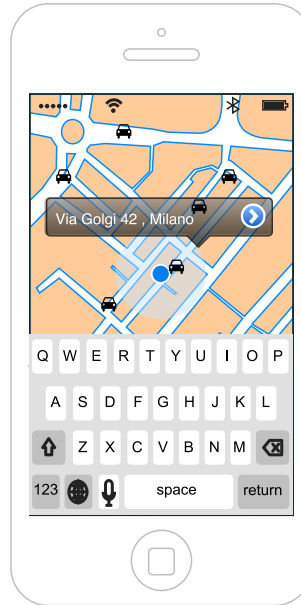 Via Golgi 42 , Milano
Q W E R T Y U I O P
A S D F G H J K L
Z X C V B N M
123 space return